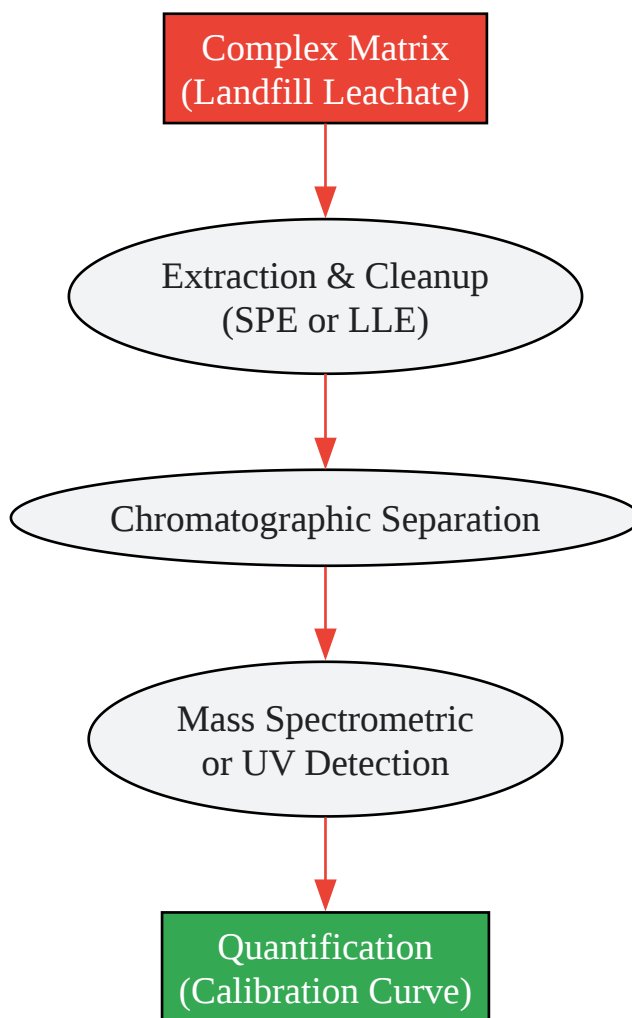 Complex Matrix
(Landfill Leachate)
Extraction & Cleanup
(SPE or LLE)
Chromatographic Separation
Mass Spectrometric
or UV Detection
Quantification
(Calibration Curve)